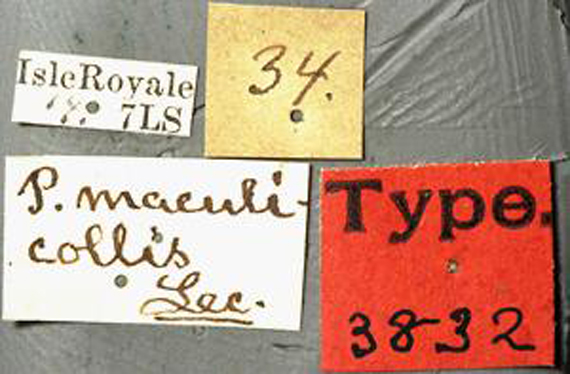 IsleRoyale
7LS
34.
P. maculi-
collis
Lec.
Type.
3832